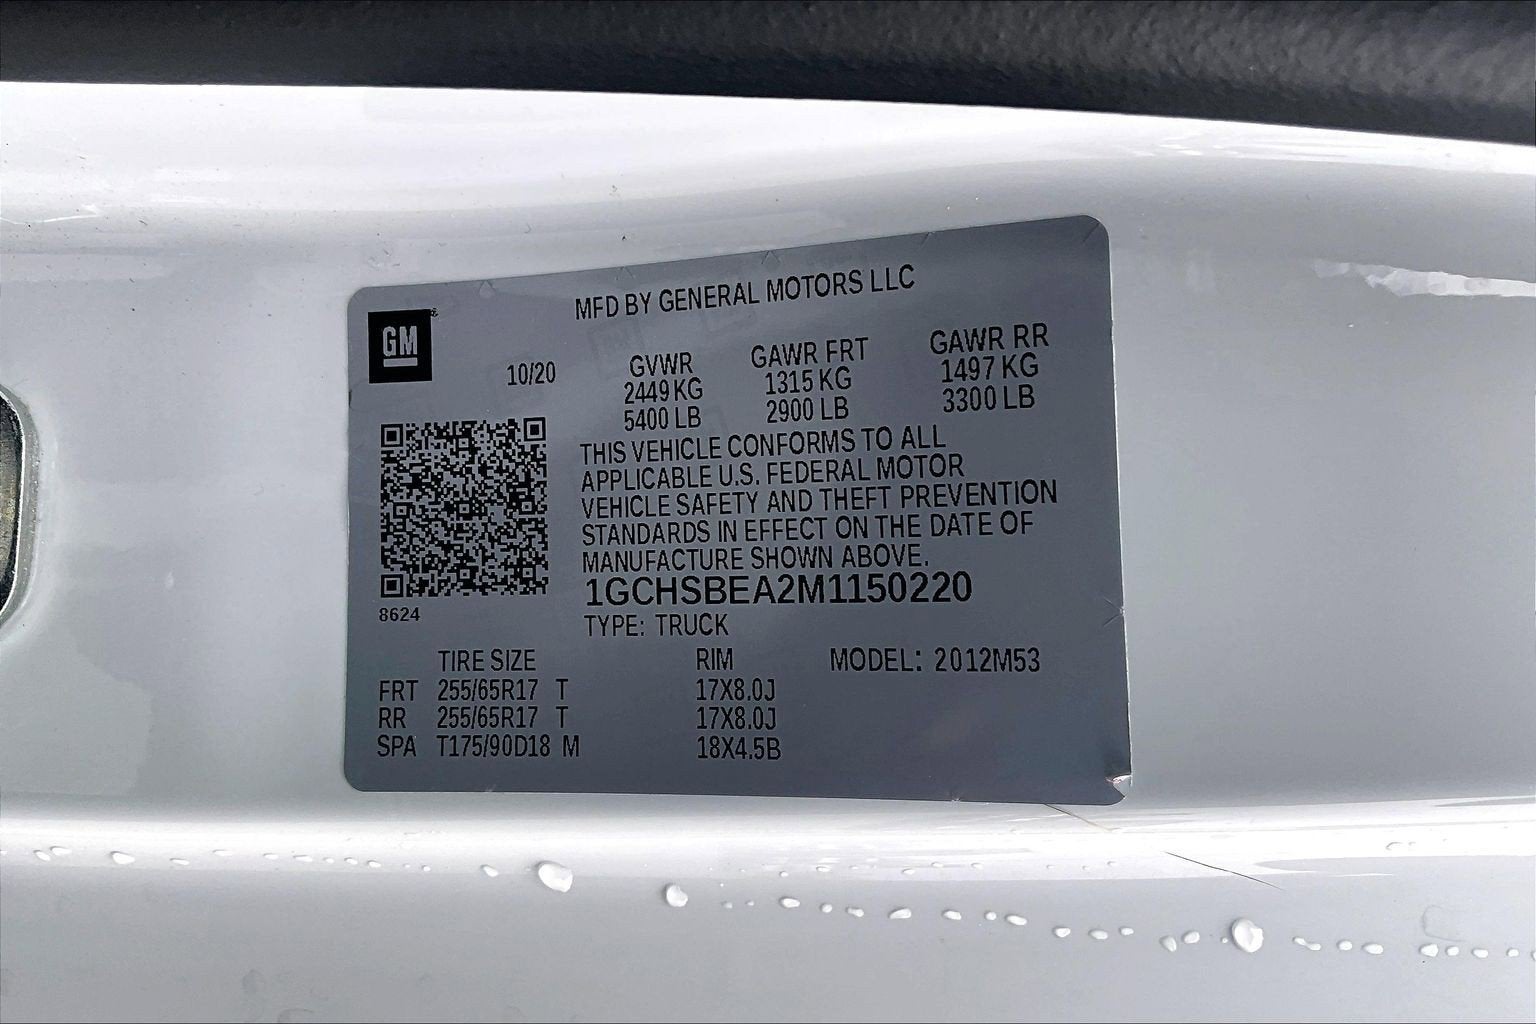 MFD BY GENERAL MOTORS LLC
GM®
10/20
GVWR GAWR FRT GAWR RR
2449 KG 1315 KG 1497 KG
5400 LB 2900 LB 3300 LB
THIS VEHICLE CONFORMS TO ALL
APPLICABLE U.S. FEDERAL MOTOR
VEHICLE SAFETY AND THEFT PREVENTION
STANDARDS IN EFFECT ON THE DATE OF
MANUFACTURE SHOWN ABOVE.
1GCHSBEA2M1150220
8624
TYPE: TRUCK
TIRE SIZE RIM MODEL: 2012M53
FRT 255/65R17 T 17X8.0J
RR 255/65R17 T 17X8.0J
SPA T175/90D18 M 18X4.5B